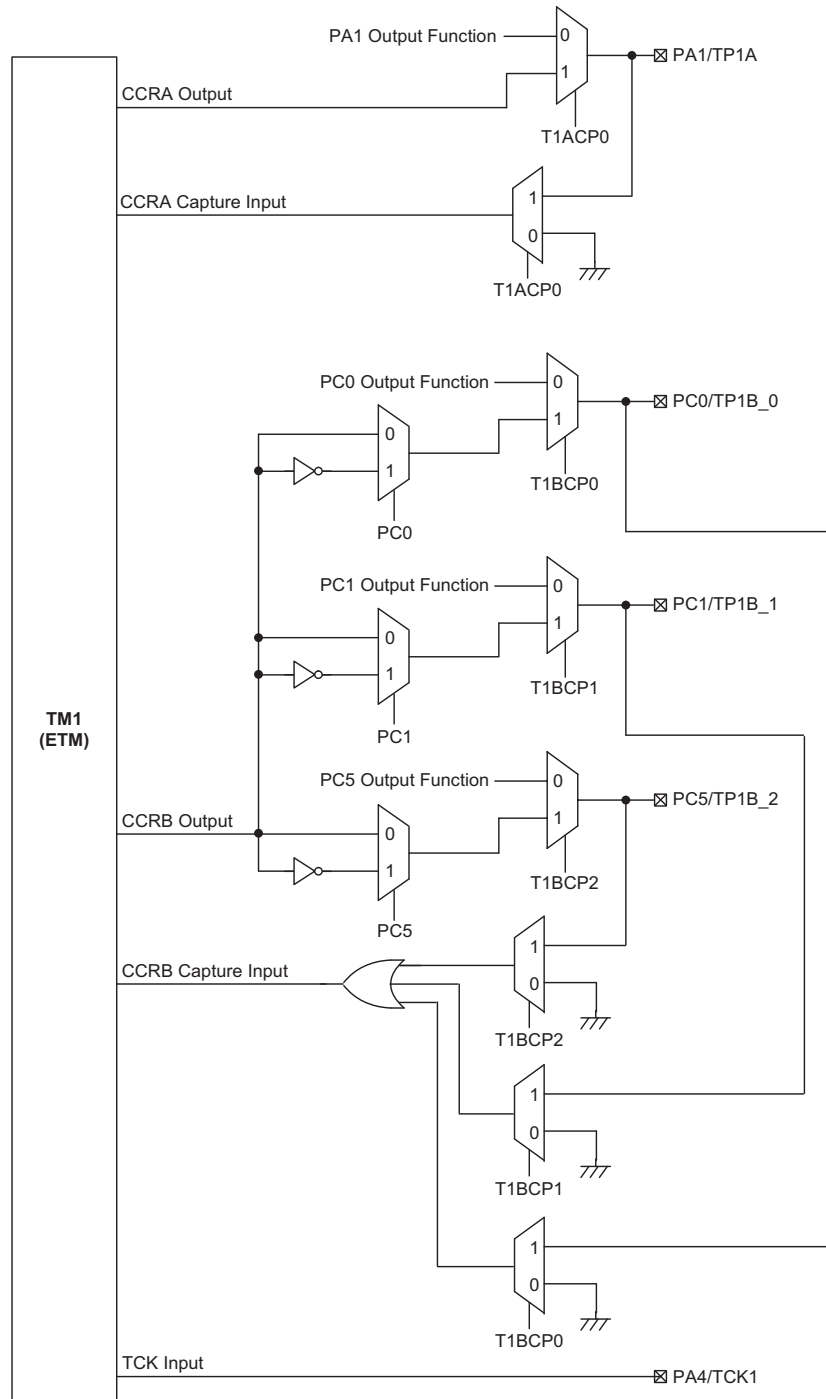 PA1 Output Function
0
PA1/TP1A
1
CCRA Output
T1ACP0
1
CCRA Capture Input
0
T1ACP0
PC0 Output Function
0
PC0/TP1B_0
1
0
1
T1BCP0
PC0
PC1 Output Function
0
PC1/TP1B_1
1
0
1
T1BCP1
TM1
(ETM)
PC1
PC5 Output Function
0
PC5/TP1B_2
1
CCRB Output
0
1
T1BCP2
PC5
1
CCRB Capture Input
0
T1BCP2
1
0
T1BCP1
1
0
T1BCP0
TCK Input
PA4/TCK1